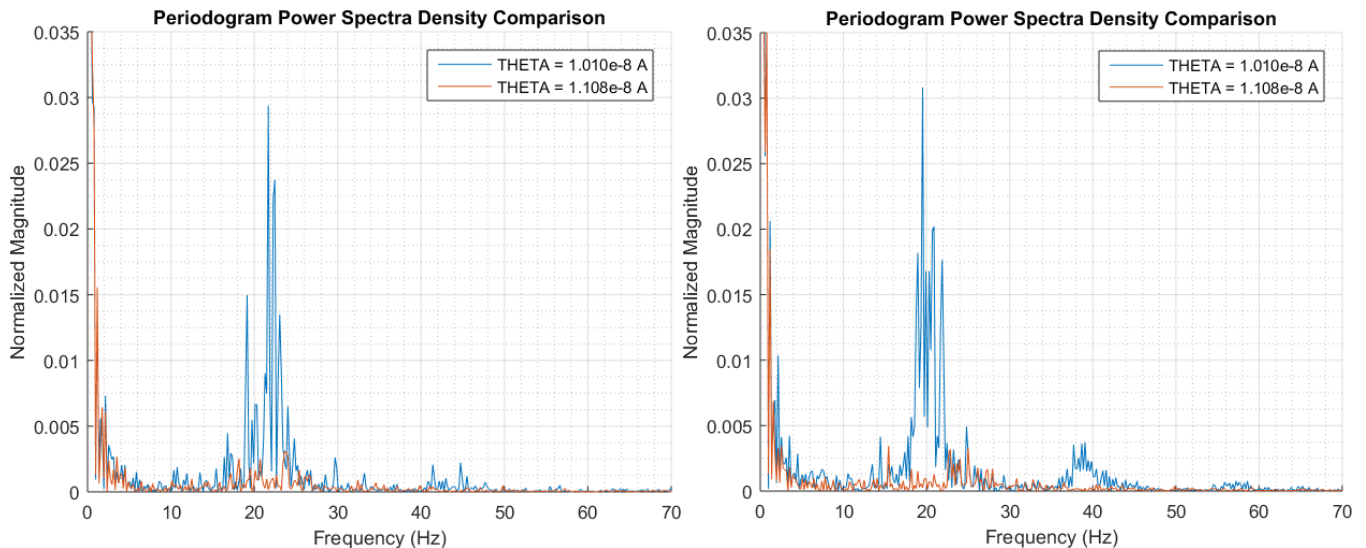 Periodogram Power Spectra Density Comparison
0.035
0.03
0.025
0.02
0.015
0.01
0.005
0
Normalized Magnitude
THETA = 1.010e-8 A
THETA = 1.108e-8 A
0 10 20 30 40 50 60 70
Frequency (Hz)
Periodogram Power Spectra Density Comparison
0.035
0.03
0.025
0.02
0.015
0.01
0.005
0
Normalized Magnitude
THETA = 1.010e-8 A
THETA = 1.108e-8 A
0 10 20 30 40 50 60 70
Frequency (Hz)